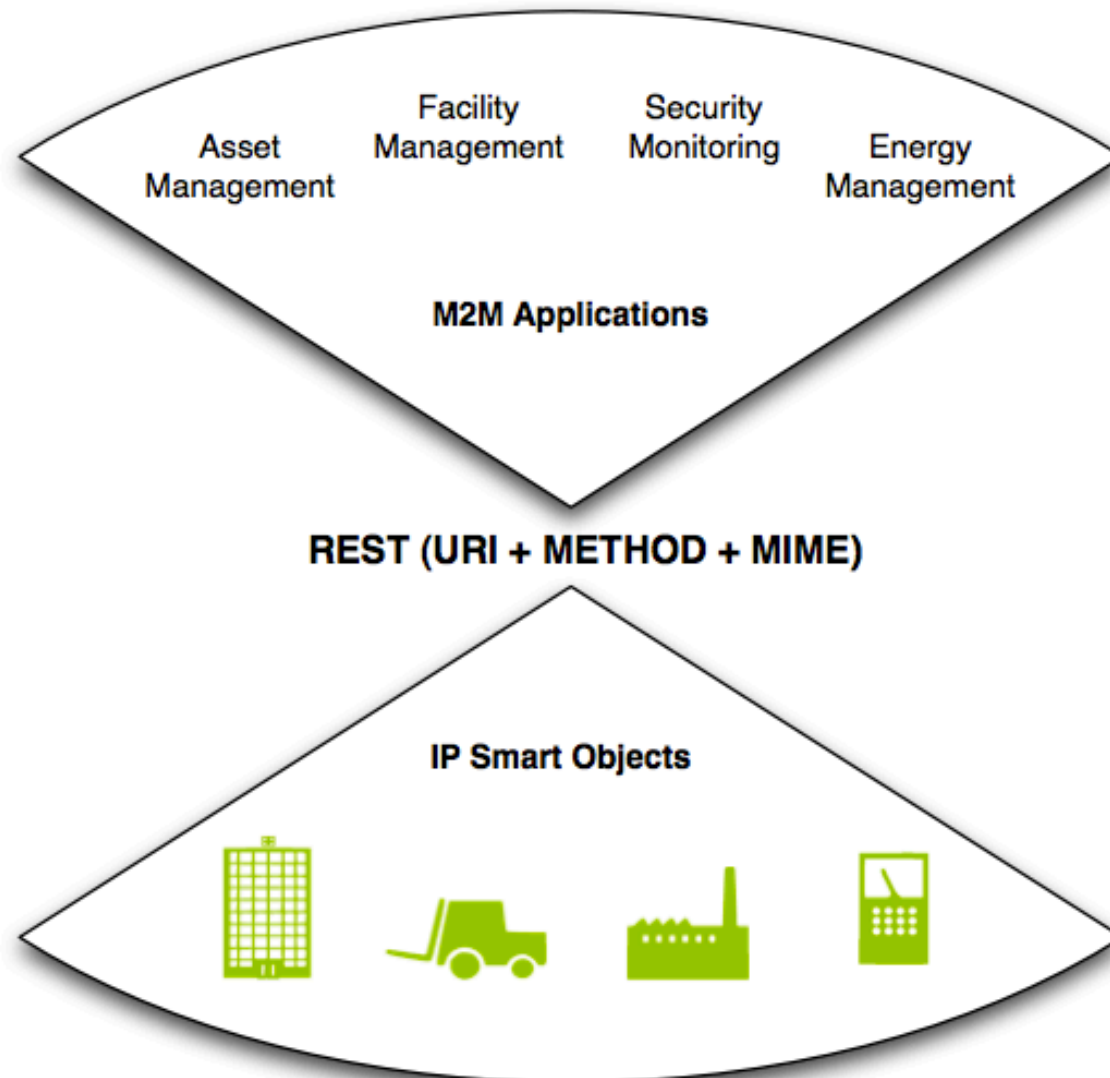 Facility
Management
Security
Monitoring
Asset
Management
Energy
Management
M2M Applications
REST (URI + METHOD + MIME)
IP Smart Objects